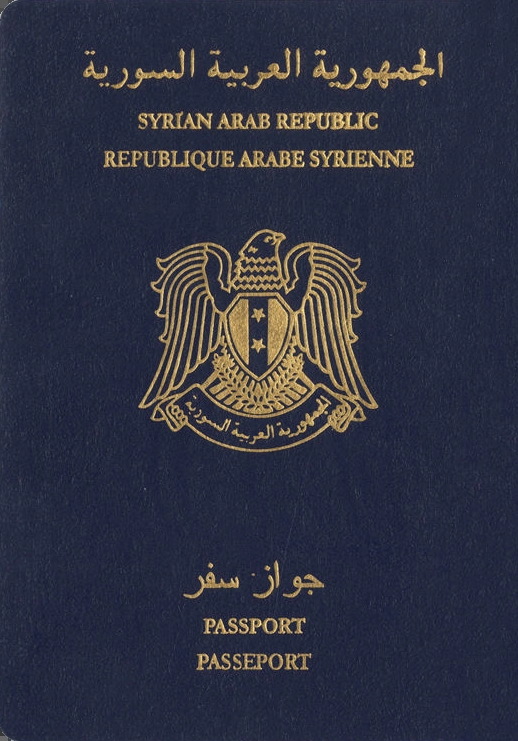 الجمهورية العربية السورية
SYRIAN ARAB REPUBLIC
REPUBLIQUE ARABE SYRIENNE
الجمهورية العربية السورية
جواز سفر
PASSPORT
PASSEPORT